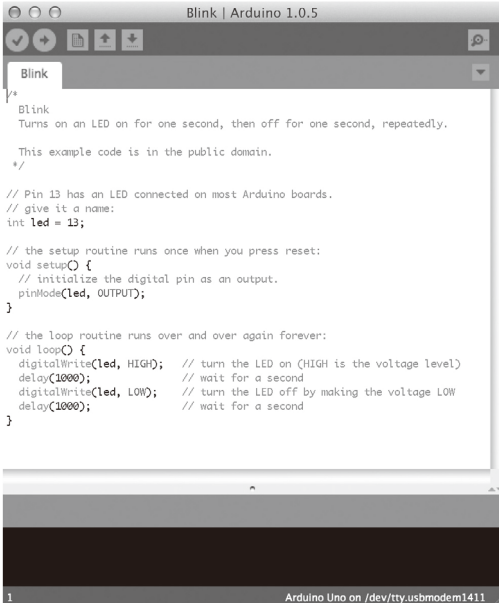 Blink | Arduino 1.0.5
Blink
/*
  Blink
  Turns on an LED on for one second, then off for one second, repeatedly.

  This example code is in the public domain.
 */

// Pin 13 has an LED connected on most Arduino boards.
// give it a name:
int led = 13;

// the setup routine runs once when you press reset:
void setup() {
  // initialize the digital pin as an output.
  pinMode(led, OUTPUT);
}

// the loop routine runs over and over again forever:
void loop() {
  digitalWrite(led, HIGH);   // turn the LED on (HIGH is the voltage level)
  delay(1000);               // wait for a second
  digitalWrite(led, LOW);    // turn the LED off by making the voltage LOW
  delay(1000);               // wait for a second
}
1 Arduino Uno on /dev/tty.usbmodem1411